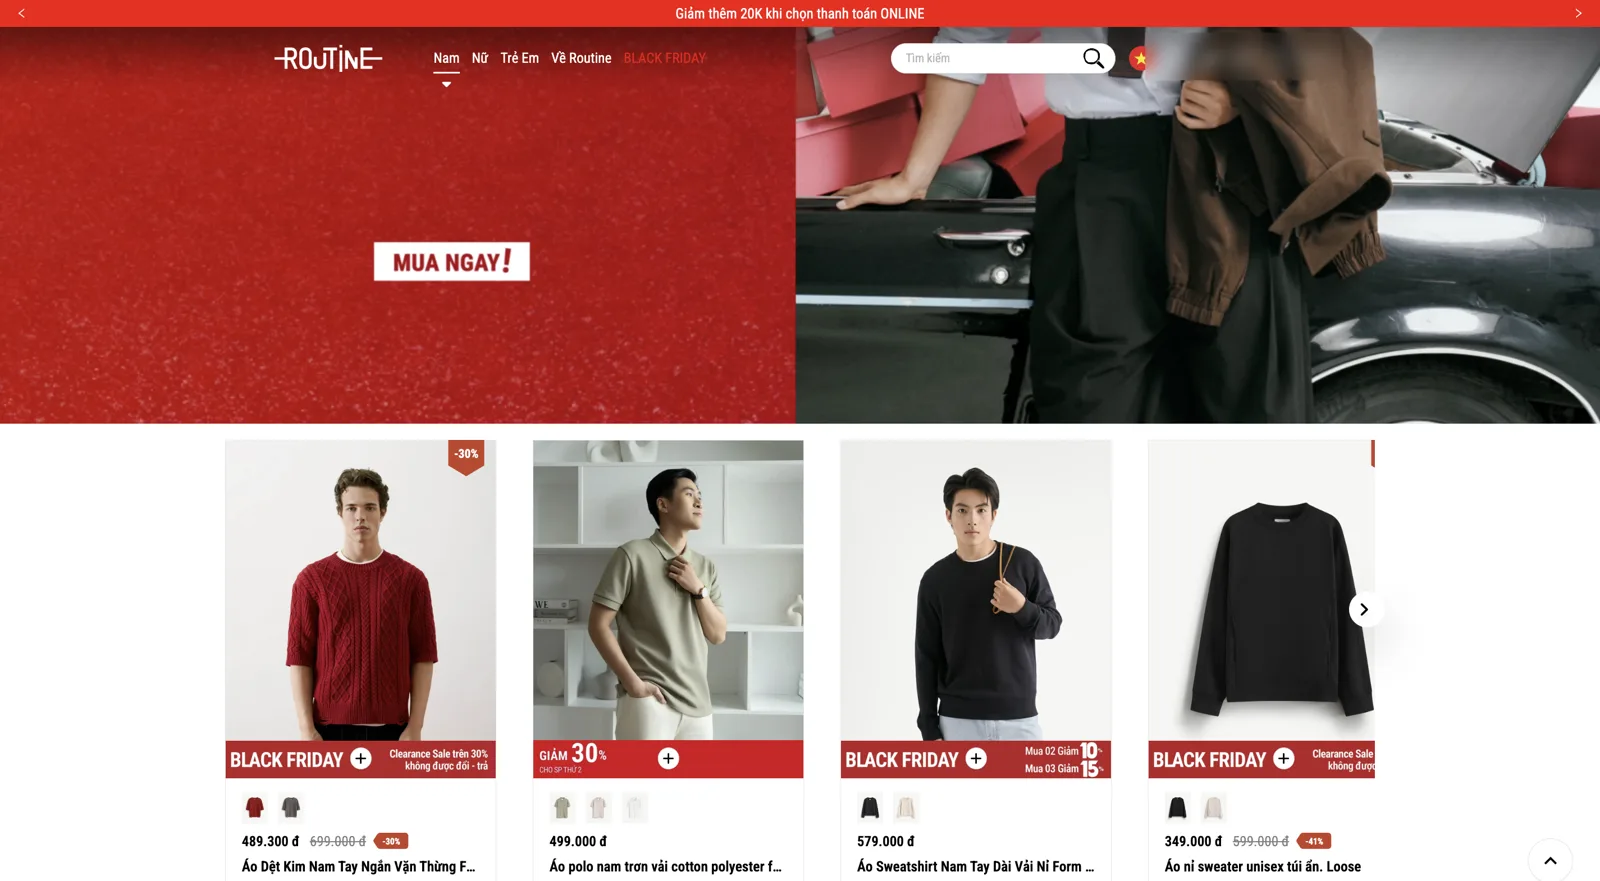 Giảm thêm 20K khi chọn thanh toán ONLINE
ROUTINE
Nam
Nữ
Trẻ Em
Về Routine
BLACK FRIDAY
Tìm kiếm
MUA NGAY!
-30%
BLACK FRIDAY
Clearance Sale trên 30%
không được đổi - trả
489.300 đ 699.000 đ -30%
Áo Dệt Kim Nam Tay Ngắn Vặn Thừng F...
GIẢM 30%
CHO SP THỨ 2
499.000 đ
Áo polo nam trơn vải cotton polyester f...
BLACK FRIDAY
Mua 02 Giảm 10%
Mua 03 Giảm 15%
579.000 đ
Áo Sweatshirt Nam Tay Dài Vải Nỉ Form ...
BLACK FRIDAY
Clearance Sale
không được
349.000 đ 599.000 đ -41%
Áo nỉ sweater unisex túi ẩn. Loose